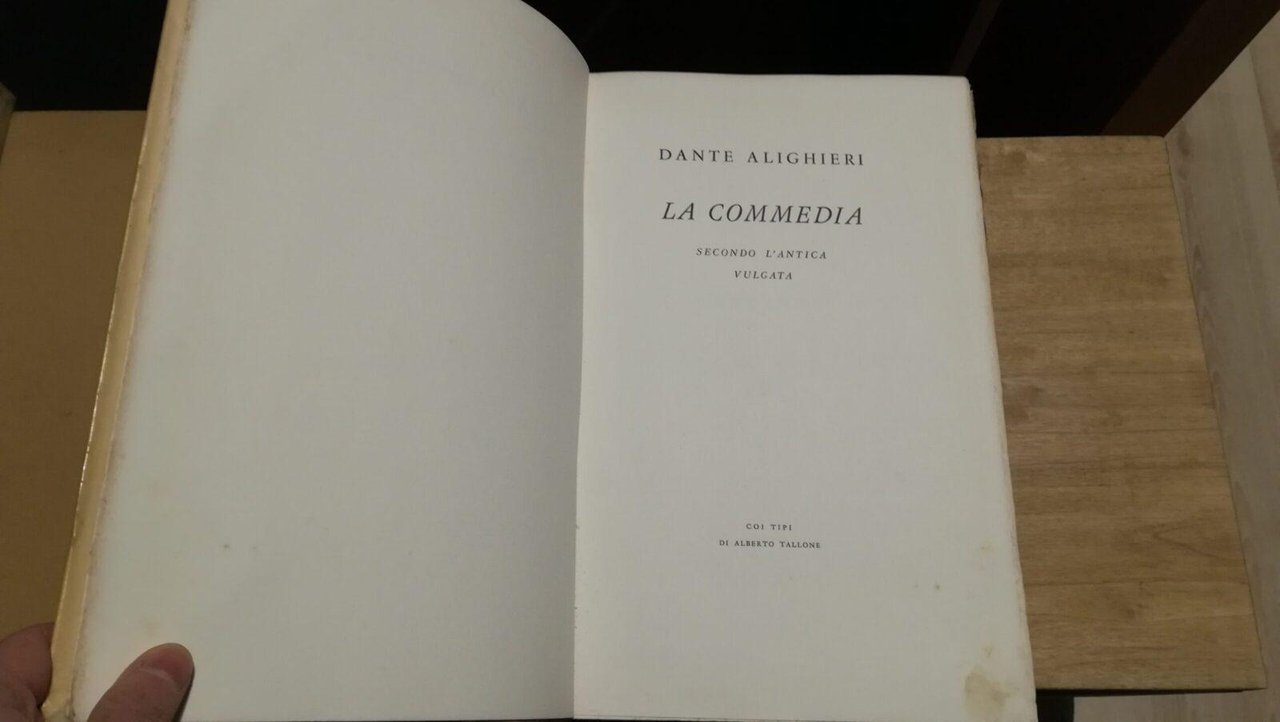 DANTE ALIGHIERI
LA COMMEDIA
SECONDO L'ANTICA
VULGATA
COI TIPI
DI ALBERTO TALLONE